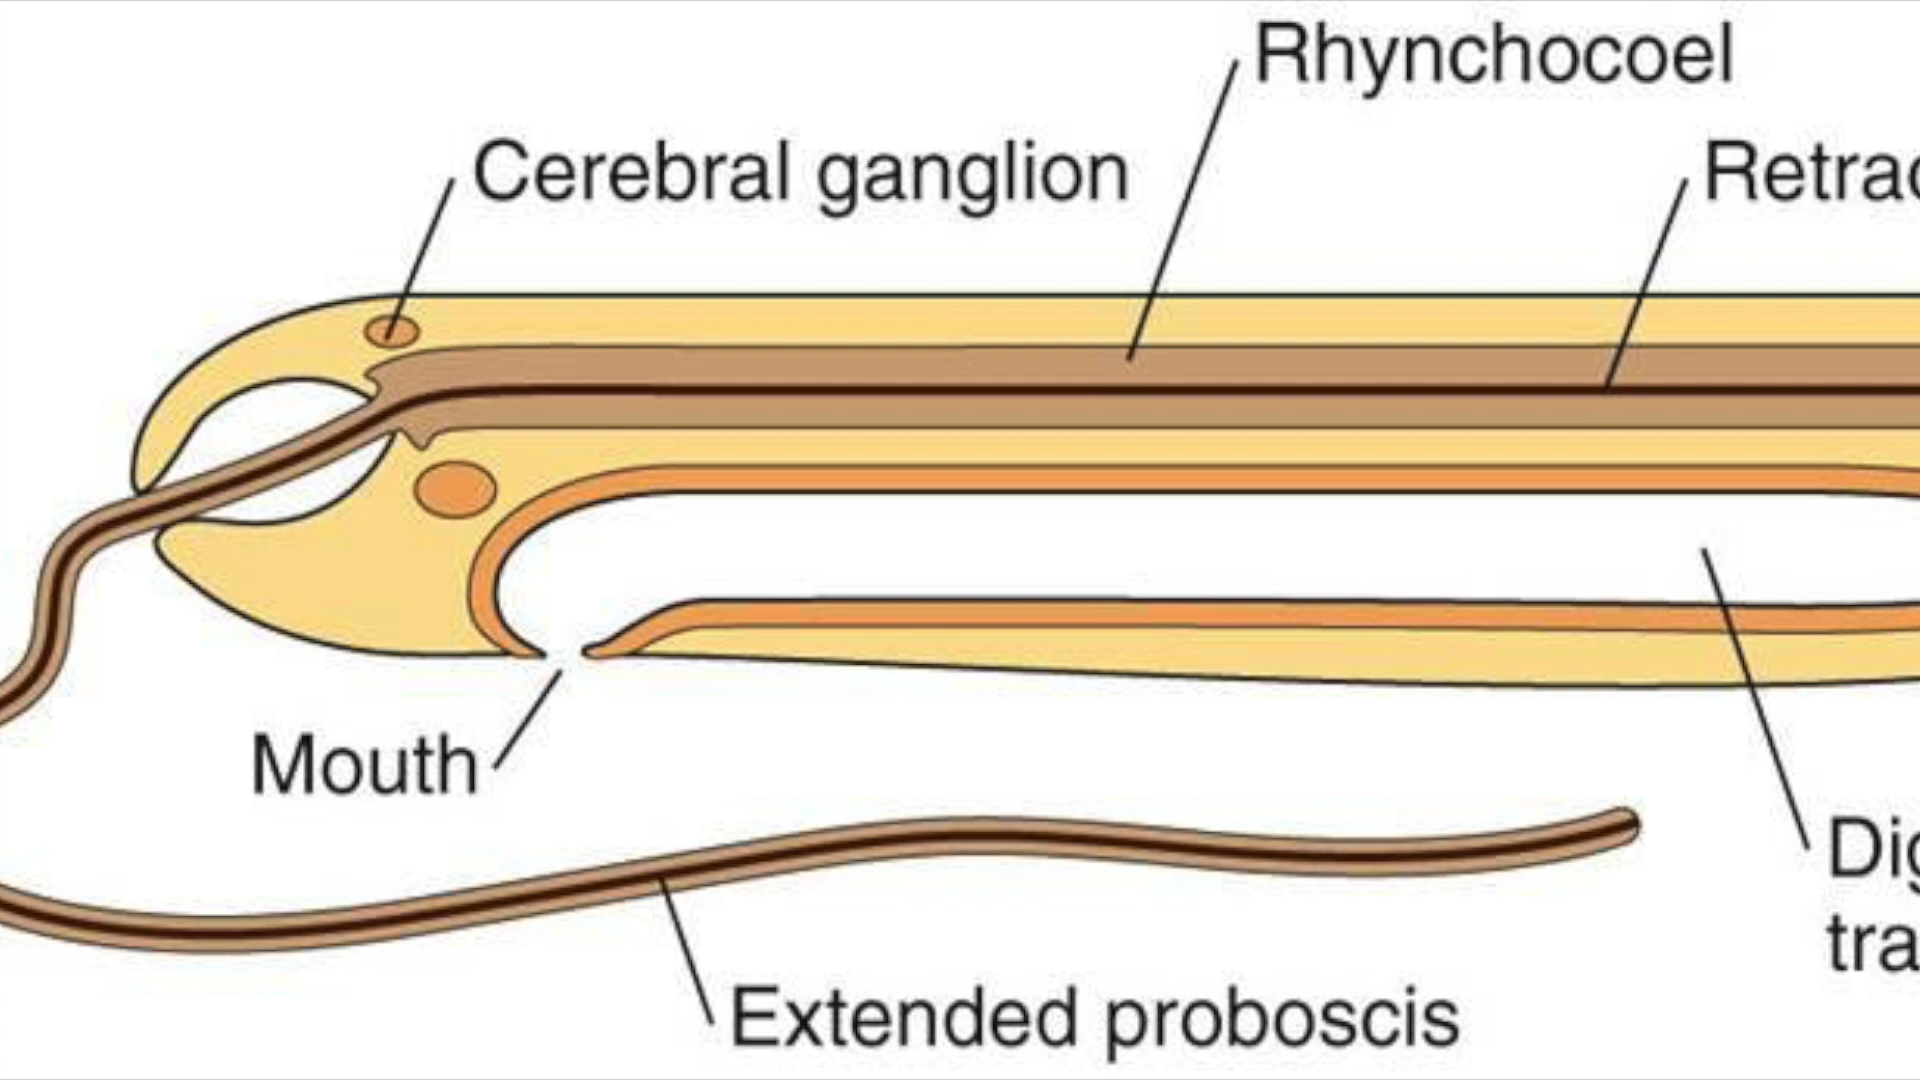 Rhynchocoel
Cerebral ganglion
Mouth
Extended proboscis